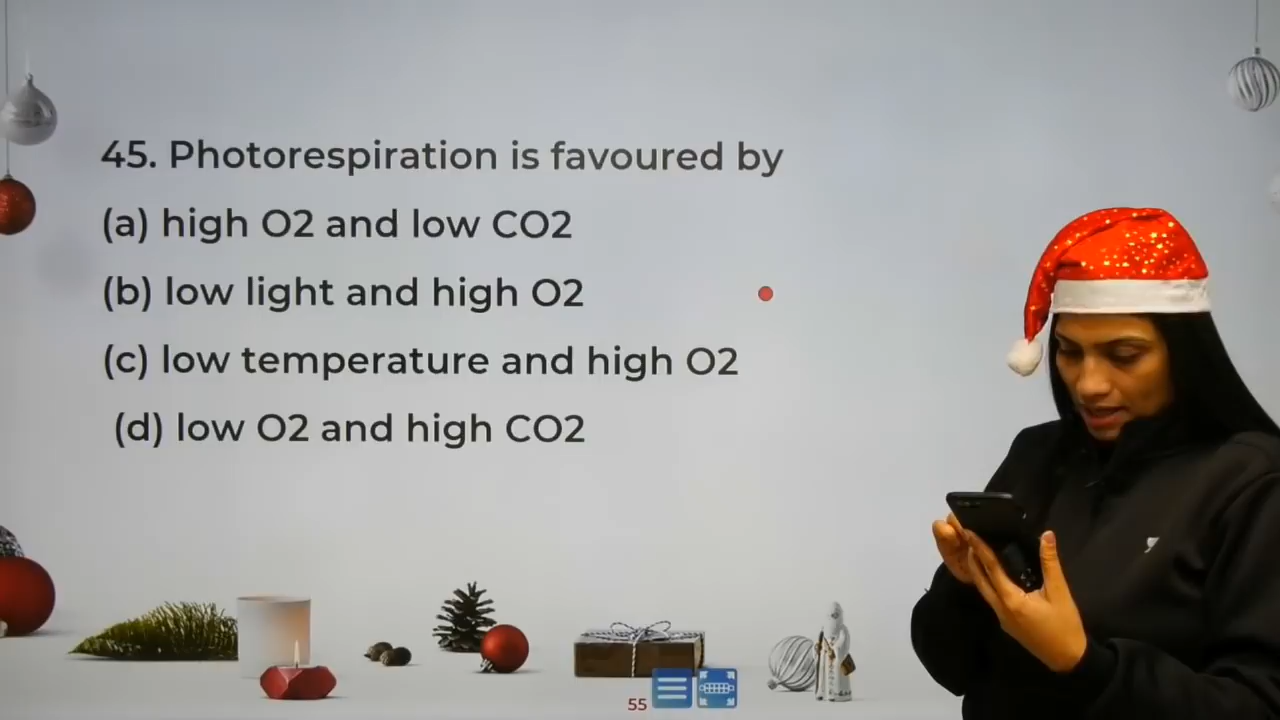 45. Photorespiration is favoured by
(a) high O2 and low CO2
(b) low light and high O2
(c) low temperature and high O2
(d) low O2 and high CO2
55